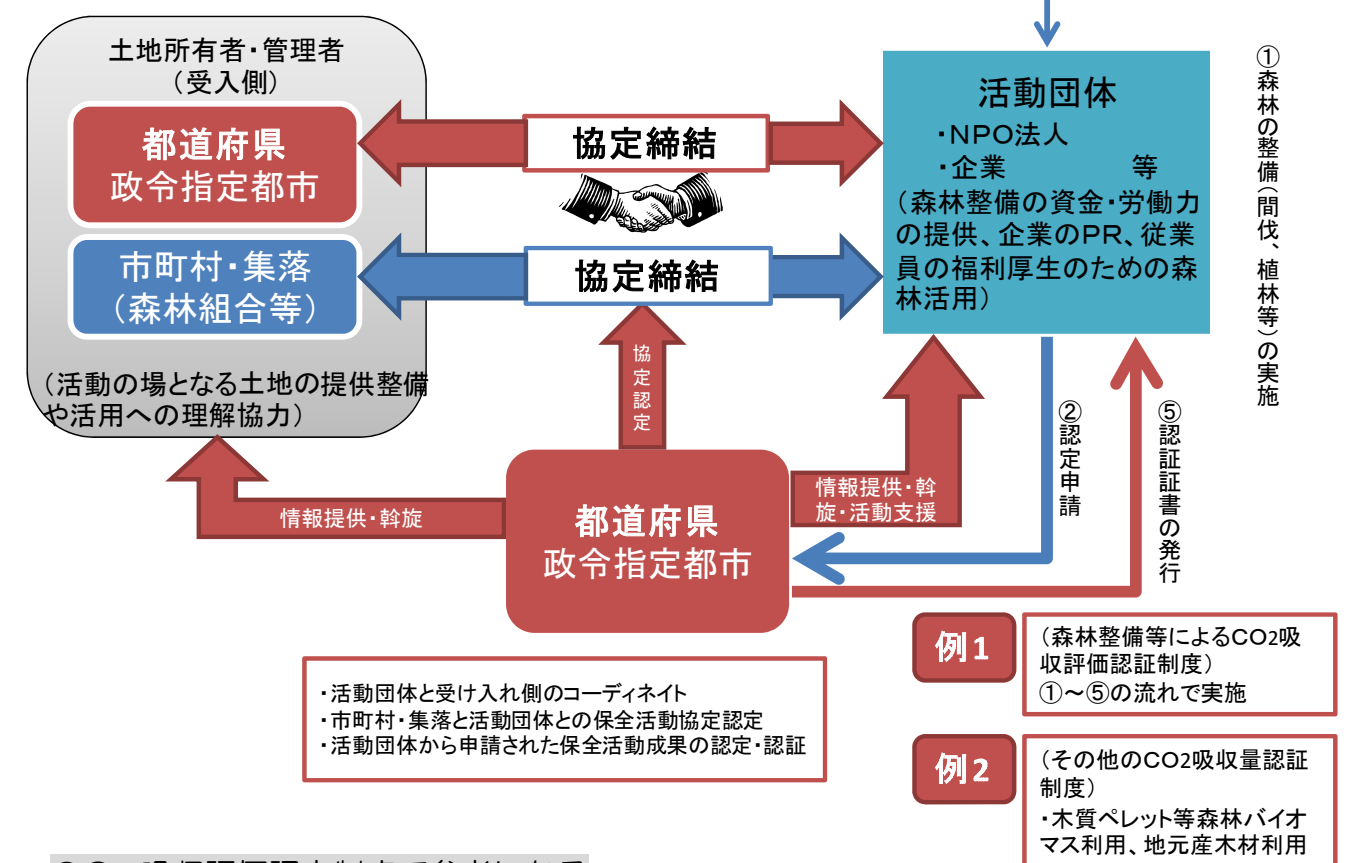 土地所有者・管理者
（受入側）
都道府県
政令指定都市
市町村・集落
（森林組合等）
（活動の場となる土地の提供整備
や活用への理解協力）
協定締結
協定締結
活動団体
・NPO法人
・企業　　　　等
（森林整備の資金・労働力
の提供、企業のPR、従業
員の福利厚生のための森
林活用）
①森林の整備（間伐、植林等）の実施
協定認定
②認定申請
⑤認証証書の発行
情報提供・斡旋
都道府県
政令指定都市
情報提供・斡
旋・活動支援
・活動団体と受け入れ側のコーディネイト
・市町村・集落と活動団体との保全活動協定認定
・活動団体から申請された保全活動成果の認定・認証
例1
（森林整備等によるCO2吸
収評価認証制度）
①～⑤の流れで実施
例2
（その他のCO2吸収量認証
制度）
・木質ペレット等森林バイオ
マス利用、地元産木材利用